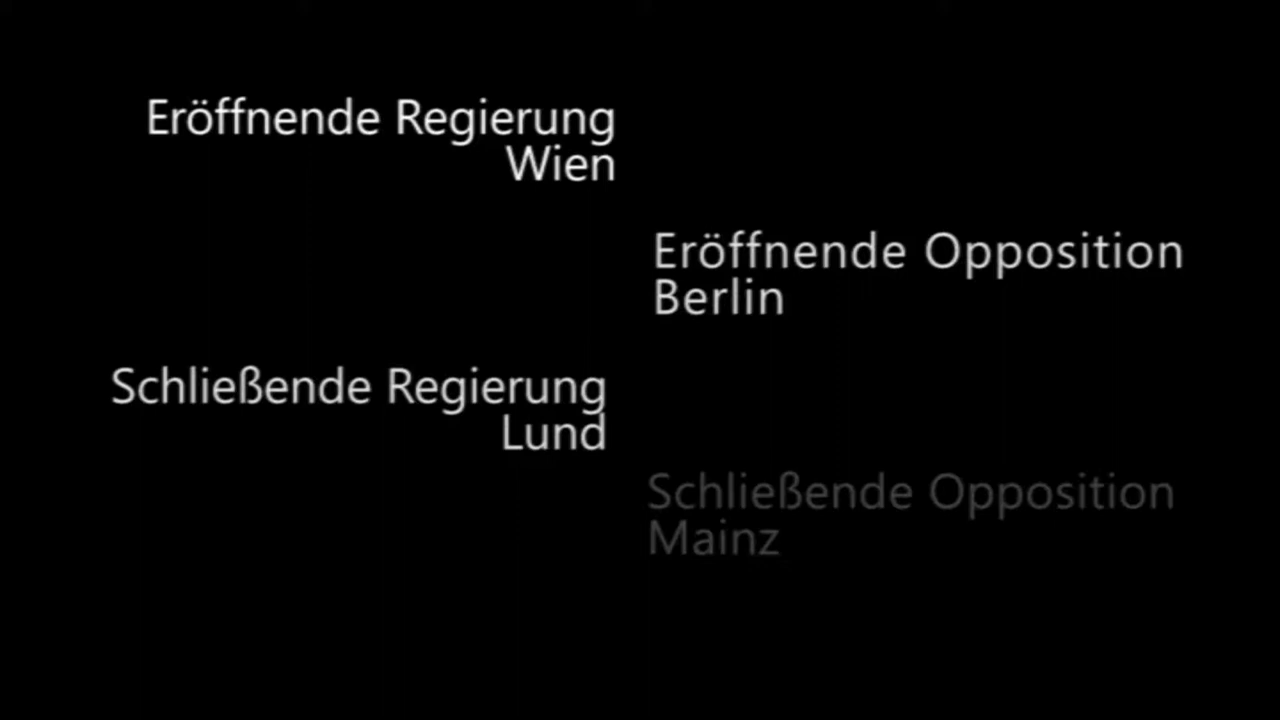 Eröffnende Regierung
Wien
Eröffnende Opposition
Berlin
Schließende Regierung
Lund
Schließende Opposition
Mainz